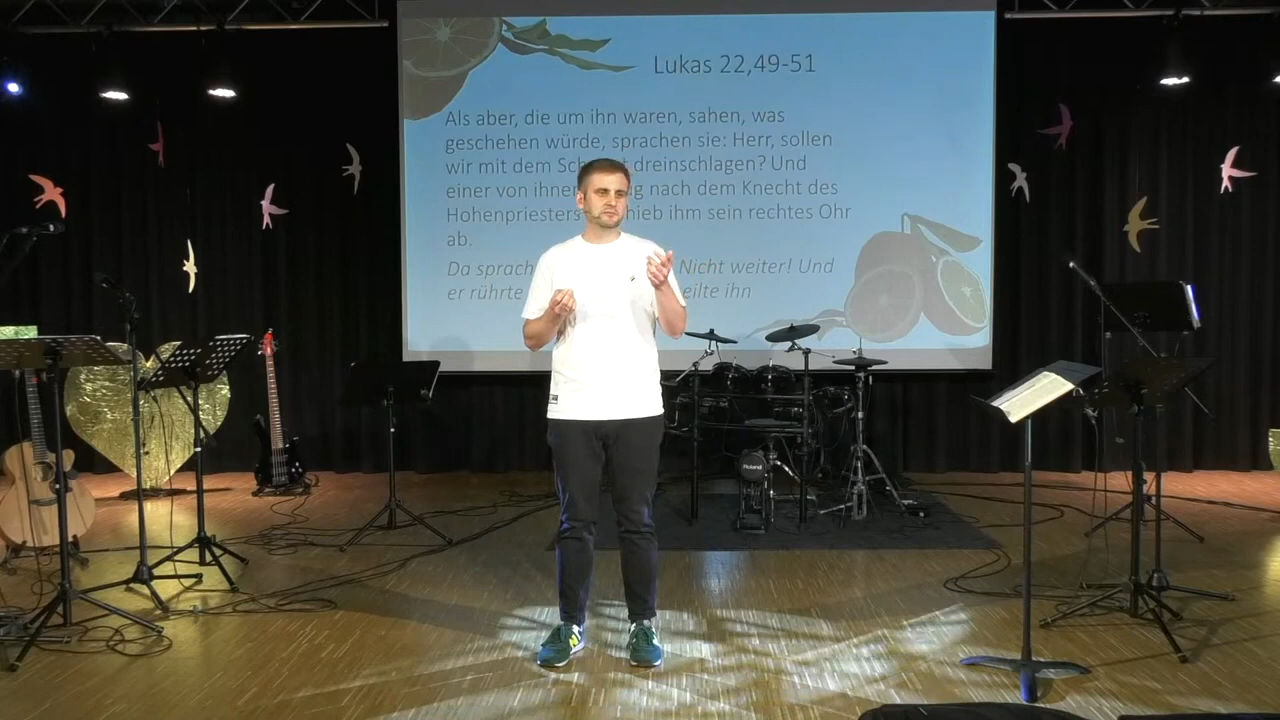 Lukas 22,49-51
Als aber, die um ihn waren, sahen, was
geschehen würde, sprachen sie: Herr, sollen
wir mit dem Sch t dreinschlagen? Und
einer von ihnen g nach dem Knecht des
Hohenpriesters hieb ihm sein rechtes Ohr
ab.
Da sprach Nicht weiter! Und
er rührte eilte ihn
Roland